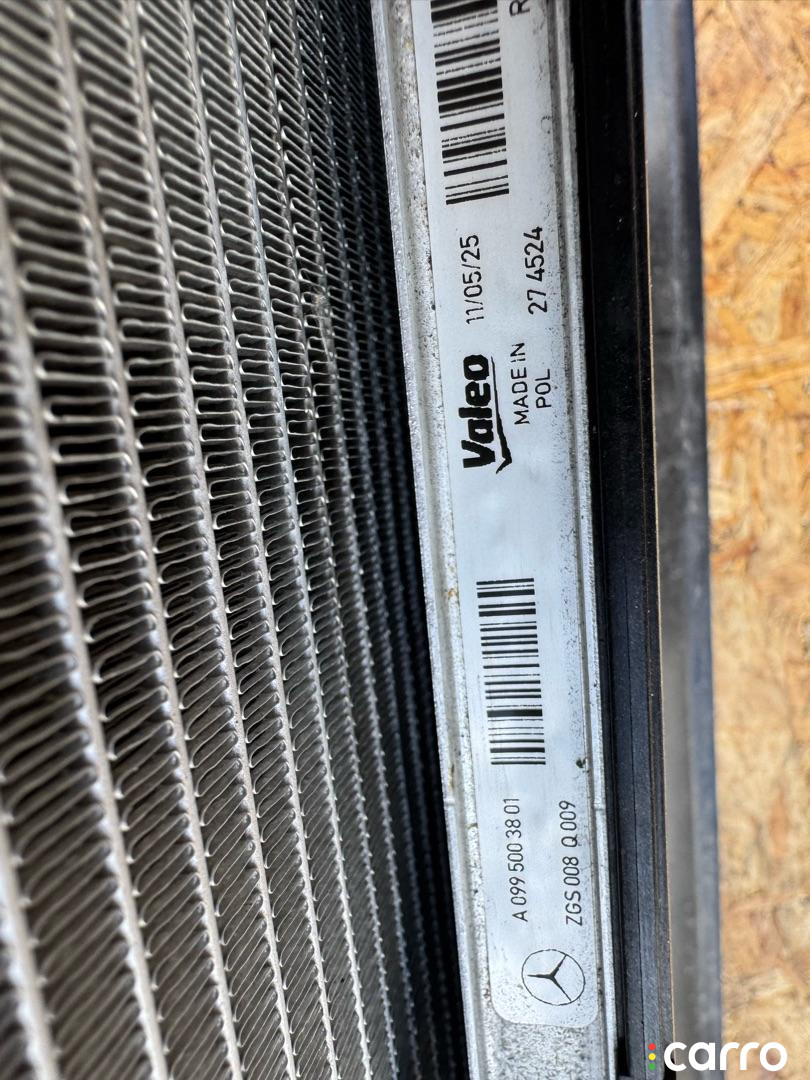 A 099 500 38 01
ZGS 008 Q 009
Valeo 11/05/25
MADE IN
POL
27 4524
R
carro